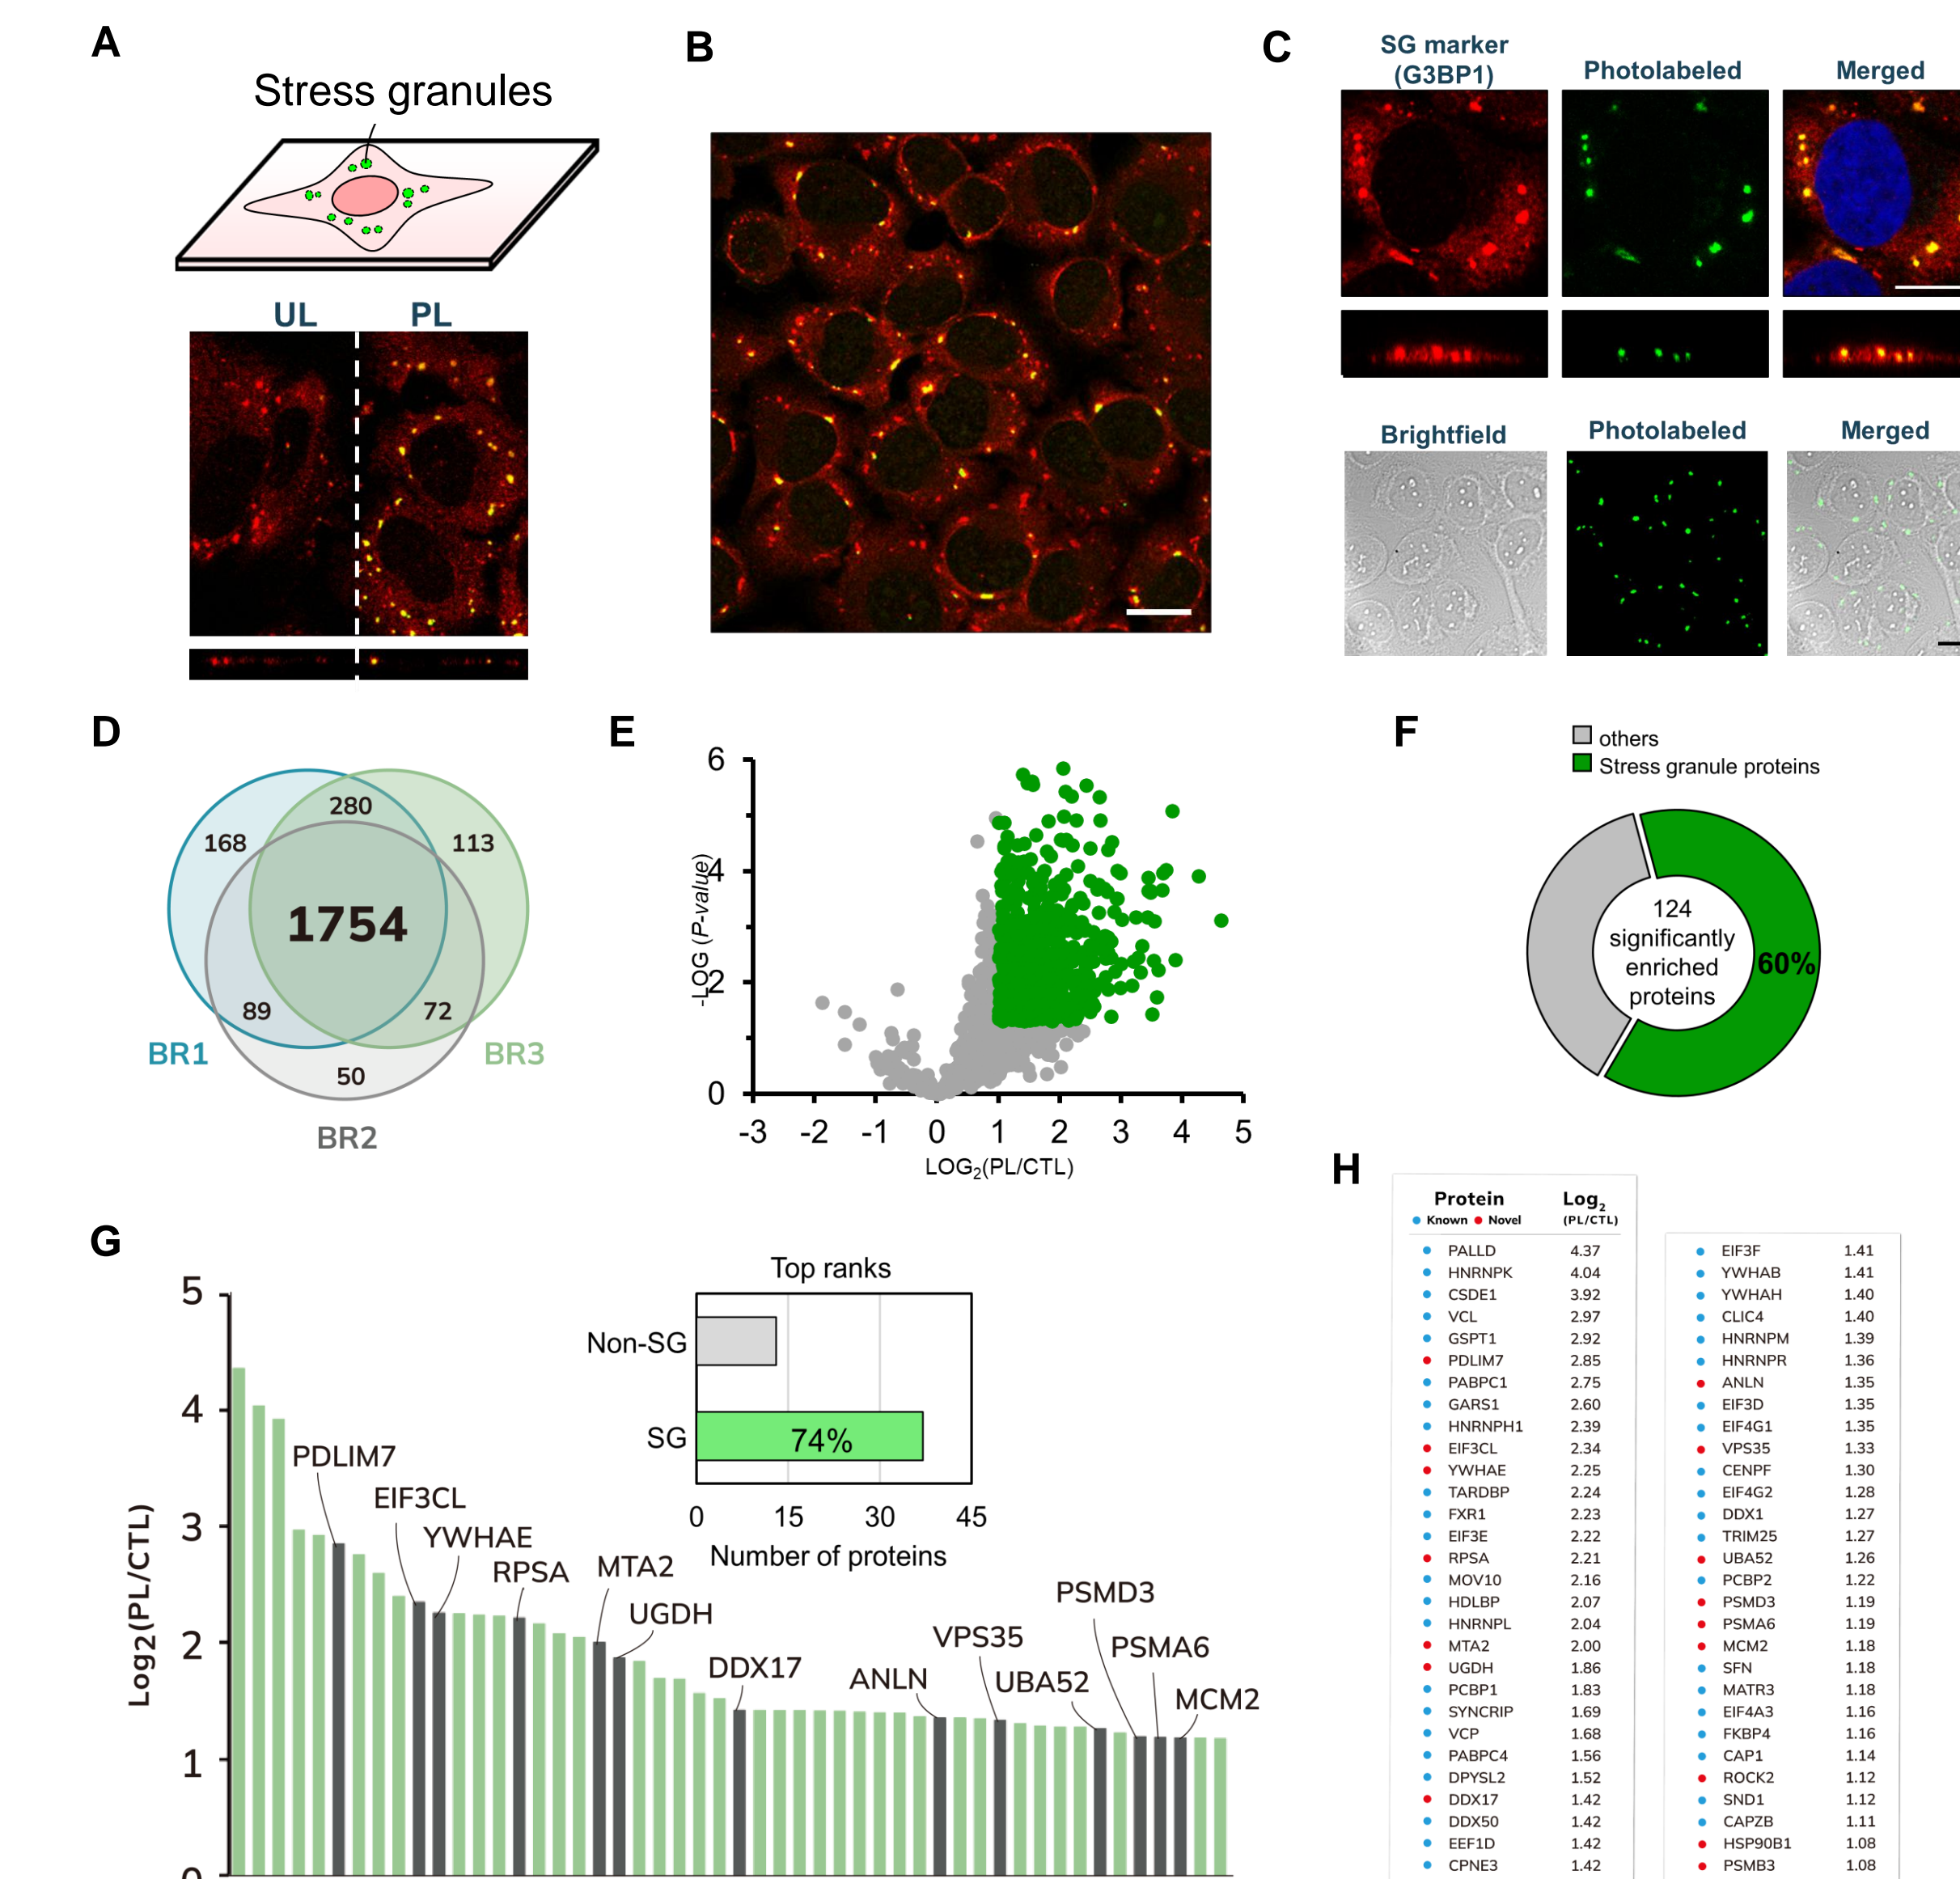 A
Stress granules
UL
PL
B
C
SG marker
(G3BP1)
Photolabeled
Merged
Brightfield
Photolabeled
Merged
D
280
168
113
1754
89
72
BR1
BR3
50
BR2
E
6
4
2
0
-LOG (P-value)
-3
-2
-1
0
1
2
3
4
5
LOG2(PL/CTL)
F
others
Stress granule proteins
124
significantly
enriched
proteins
60%
G
5
4
3
2
1
0
Log2(PL/CTL)
PDLIM7
EIF3CL
YWHAE
RPSA
MTA2
UGDH
DDX17
ANLN
VPS35
UBA52
PSMD3
PSMA6
MCM2
Top ranks
Non-SG
SG
74%
0
15
30
45
Number of proteins
H
Protein Log2
Known Novel (PL/CTL)
PALLD 4.37
HNRNPK 4.04
CSDE1 3.92
VCL 2.97
GSPT1 2.92
PDLIM7 2.85
PABPC1 2.75
GARS1 2.60
HNRNPH1 2.39
EIF3CL 2.34
YWHAE 2.25
TARDBP 2.24
FXR1 2.23
EIF3E 2.22
RPSA 2.21
MOV10 2.16
HDLBP 2.07
HNRNPL 2.04
MTA2 2.00
UGDH 1.86
PCBP1 1.83
SYNCRIP 1.69
VCP 1.68
PABPC4 1.56
DPYSL2 1.52
DDX17 1.42
DDX50 1.42
EEF1D 1.42
CPNE3 1.42
EIF3F 1.41
YWHAB 1.41
YWHAH 1.40
CLIC4 1.40
HNRNPM 1.39
HNRNPR 1.36
ANLN 1.35
EIF3D 1.35
EIF4G1 1.35
VPS35 1.33
CENPF 1.30
EIF4G2 1.28
DDX1 1.27
TRIM25 1.27
UBA52 1.26
PCBP2 1.22
PSMD3 1.19
PSMA6 1.19
MCM2 1.18
SFN 1.18
MATR3 1.18
EIF4A3 1.16
FKBP4 1.16
CAP1 1.14
ROCK2 1.12
SND1 1.12
CAPZB 1.11
HSP90B1 1.08
PSMB3 1.08